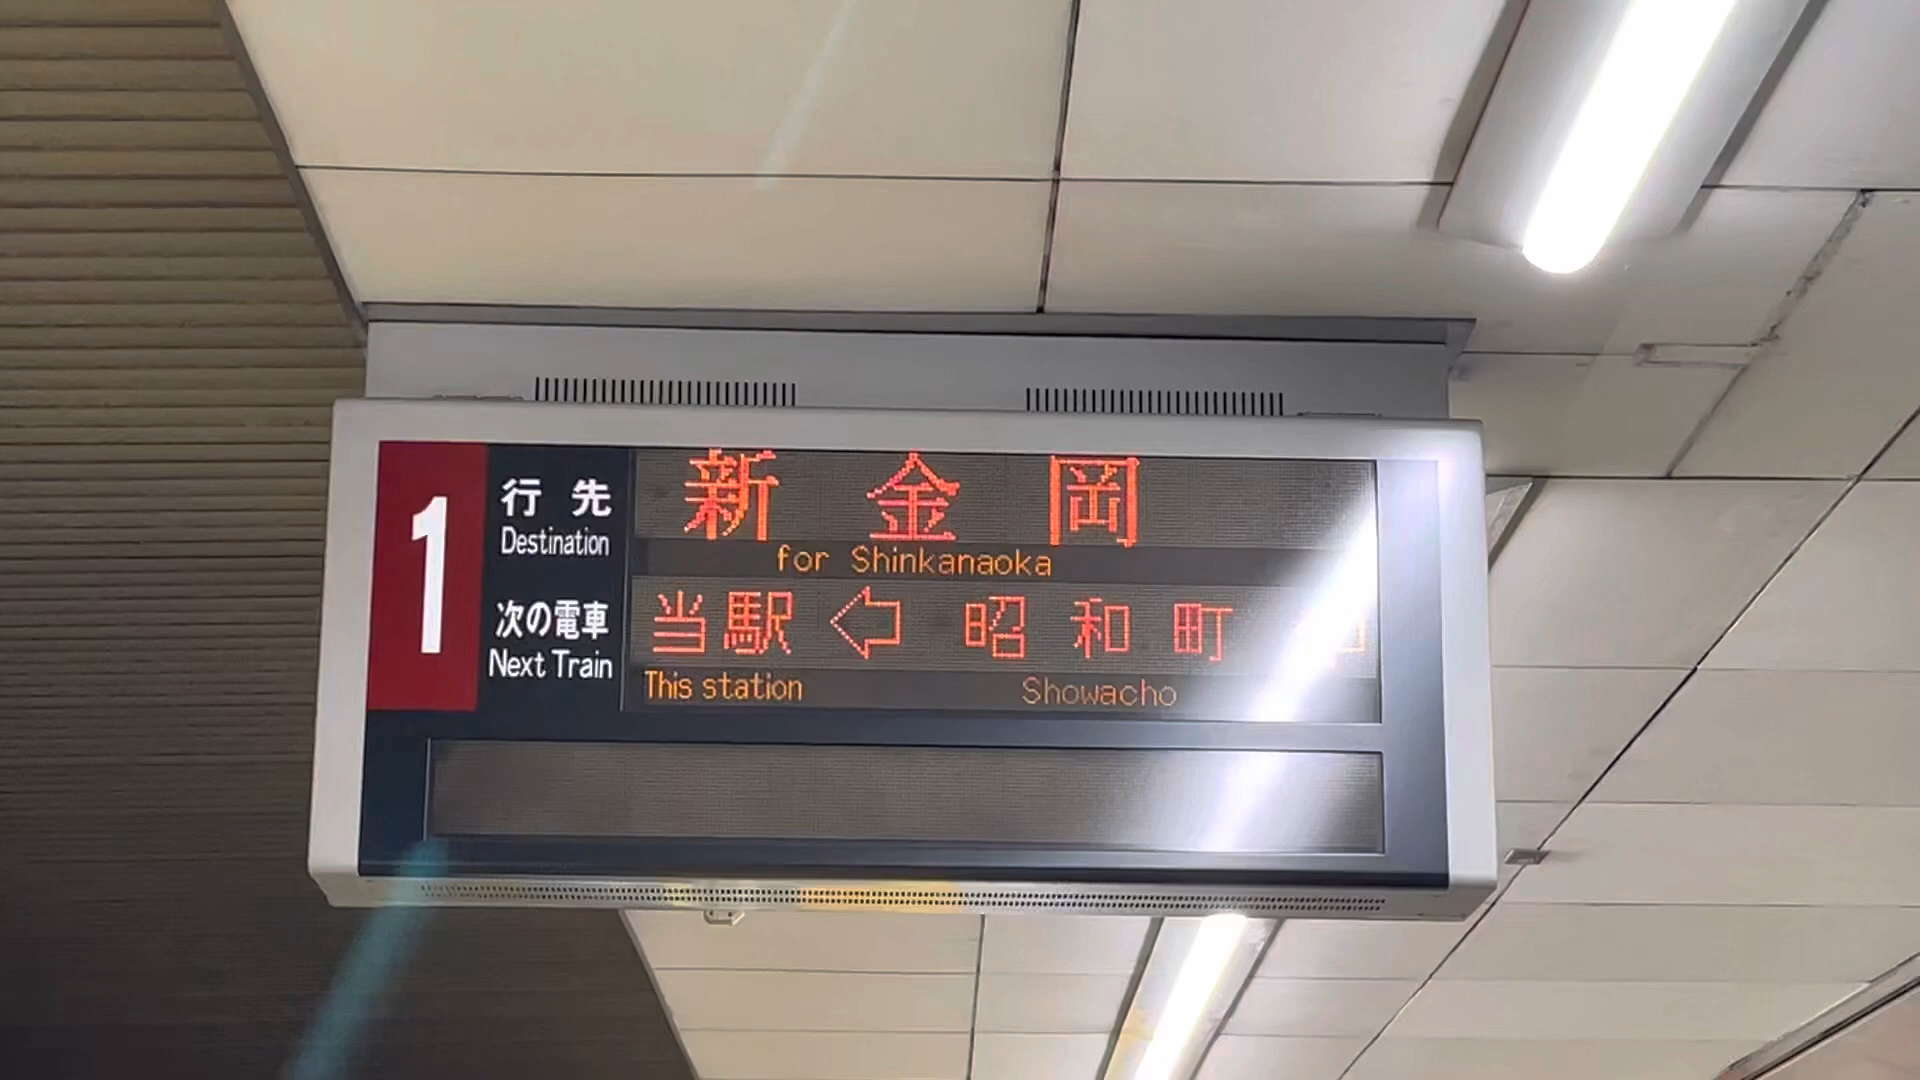 1
行先
Destination
新金岡
for Shinkanaoka
次の電車
Next Train
当駅 ⇦ 昭和町
This station Showacho